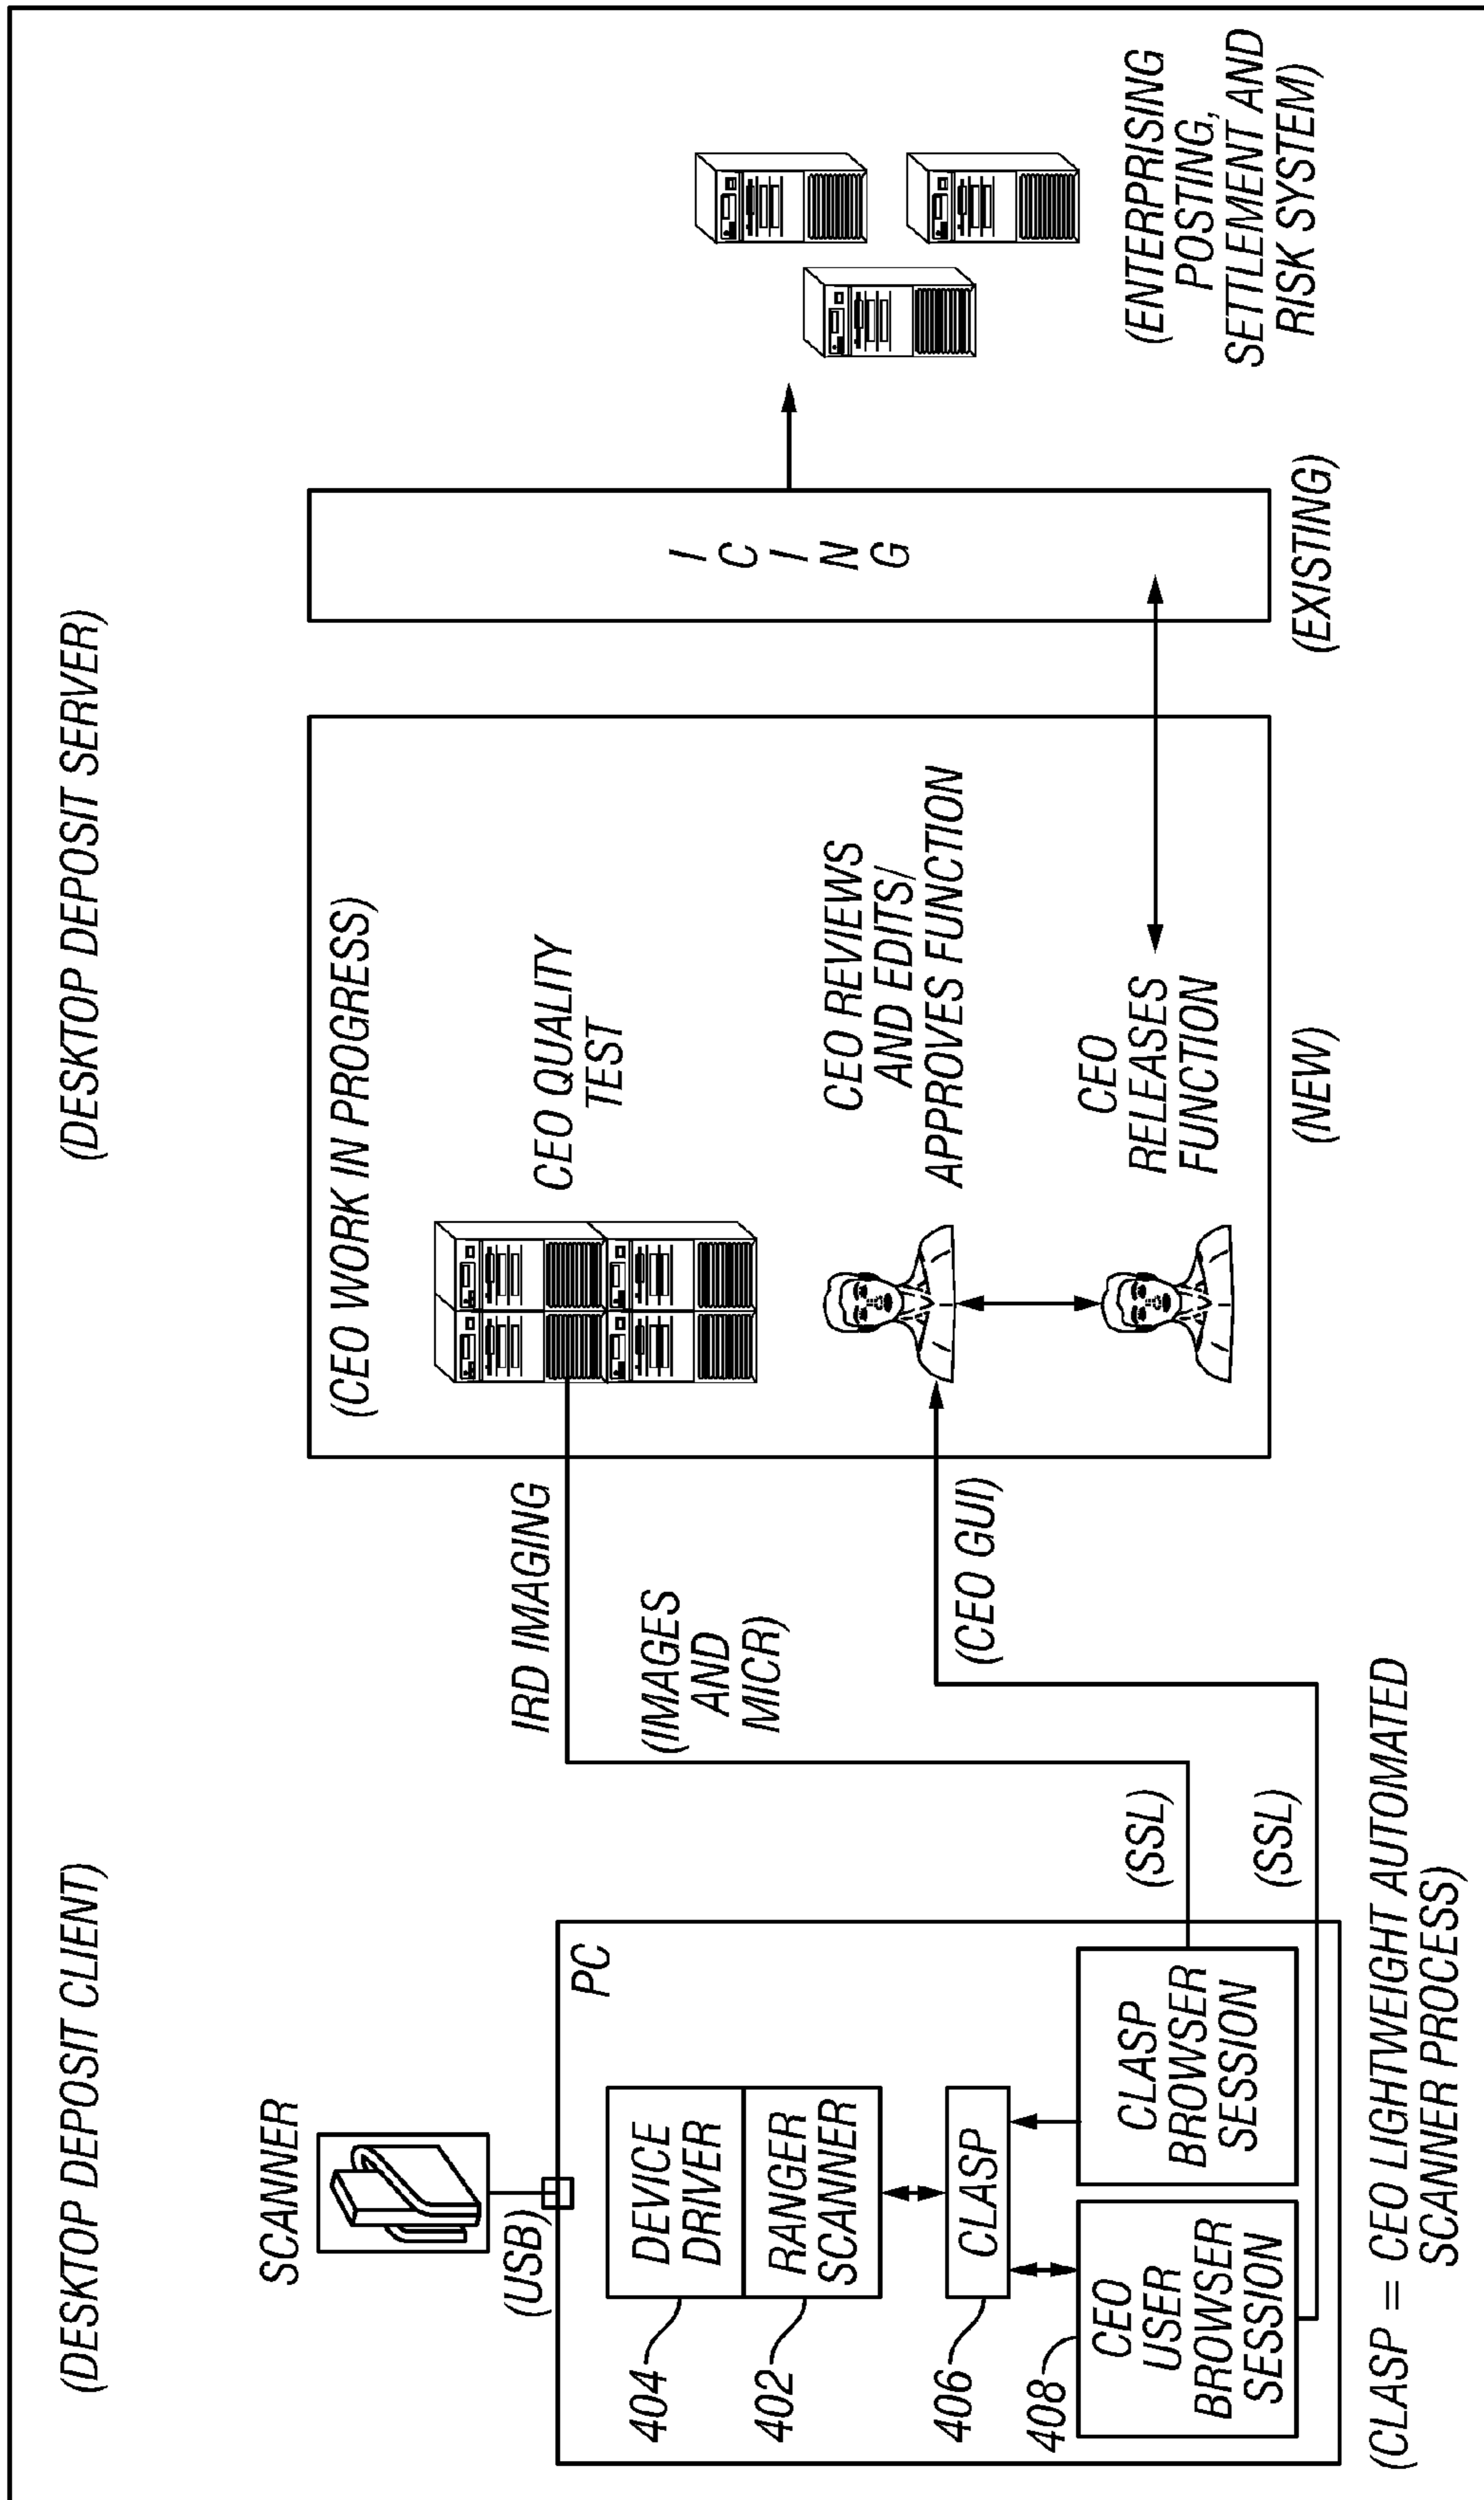 (DESKTOP DEPOSIT CLIENT)
(DESKTOP DEPOSIT SERVER)
SCANNER
(USB)
PC
404
DEVICE
DRIVER
402
RANGER
SCANNER
406
CLASP
408
CEO
USER
BROWSER
SESSION
CLASP
BROWSER
SESSION
(SSL)
(SSL)
IRD IMAGING
(IMAGES
AND
MICR)
(CEO GUI)
(CEO WORK IN PROGRESS)
CEO QUALITY
TEST
CEO REVIEWS
AND EDITS/
APPROVES FUNCTION
CEO
RELEASES
FUNCTION
(NEW)
I
C
I
N
G
(EXISTING)
(ENTERPRISING
POSTING,
SETTLEMENT AND
RISK SYSTEM)
(CLASP = CEO LIGHTWEIGHT AUTOMATED
SCANNER PROCESS)